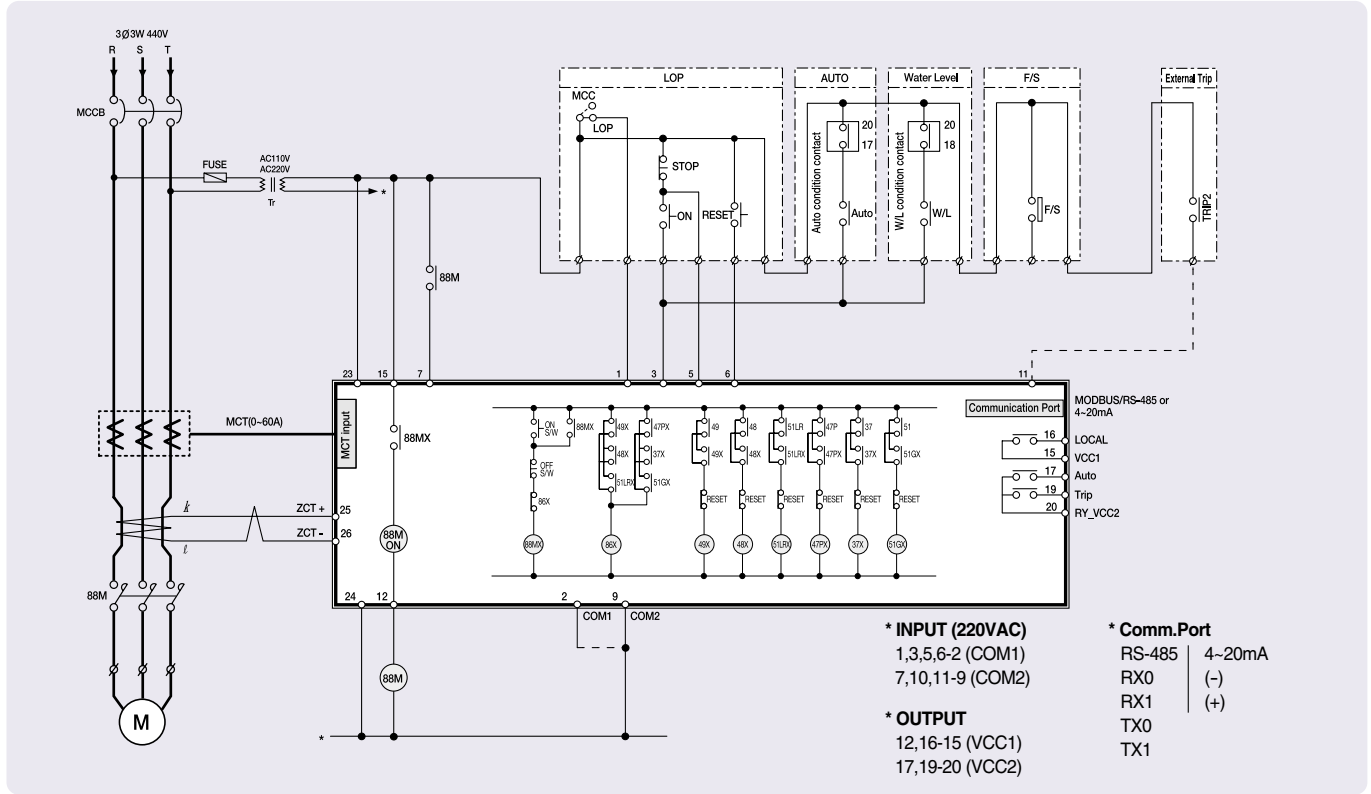 3Ø3W 440V
R S T
MCCB
FUSE
AC110V
AC220V
Tr
*
88M
LOP
MCC
LOP
STOP
ON
RESET
AUTO
Auto condition contact
20
17
Auto
Water Level
W/L condition contact
20
18
W/L
F/S
F/S
External Trip
TRIP2
23 15 7 1 3 5 6 11
MCT(0~60A)
MCT input
88MX
ON S/W
88MX
OFF S/W
86X
88MX
49X
48X
51LRX
47PX
37X
51GX
86X
49
49X
RESET
49X
48
48X
RESET
48X
51LR
51LRX
RESET
51LRX
47P
47PX
RESET
47PX
37
37X
RESET
37X
51
51GX
RESET
51GX
Communication Port
MODBUS/RS-485 or
4~20mA
16 LOCAL
15 VCC1
17 Auto
19 Trip
20 RY_VCC2
k
ZCT + 25
ZCT - 26
l
88M ON
88M
24 12 2 9
COM1 COM2
88M
M
*
* INPUT (220VAC)
1,3,5,6-2 (COM1)
7,10,11-9 (COM2)
* OUTPUT
12,16-15 (VCC1)
17,19-20 (VCC2)
* Comm.Port
RS-485 4~20mA
RX0 (-)
RX1 (+)
TX0
TX1